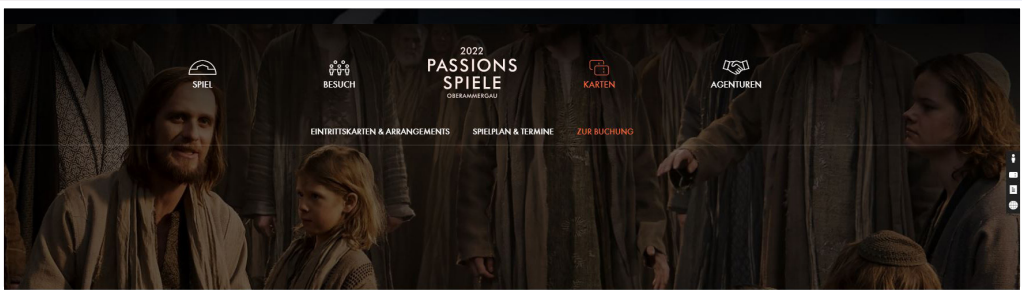 2022
PASSIONS
SPIELE
OBERAMMERGAU
SPIEL
BESUCH
KARTEN
AGENTUREN
EINTRITTSKARTEN & ARRANGEMENTS
SPIELPLAN & TERMINE
ZUR BUCHUNG